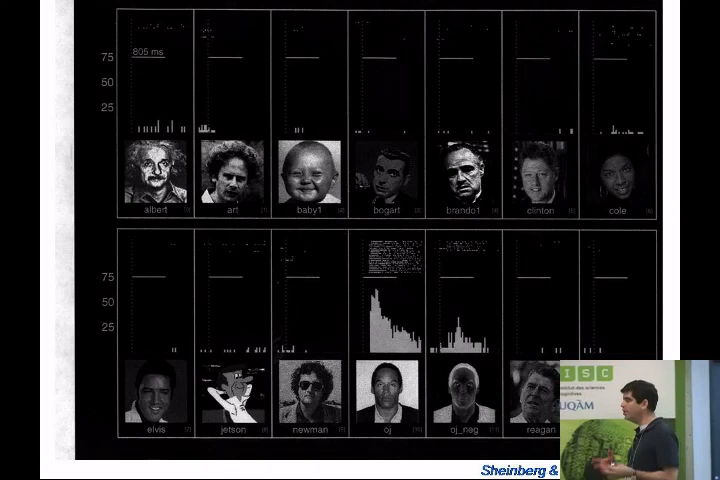 805 ms
75
50
25
albert
art
baby1
bogart
brando1
clinton
cole
75
50
25
elvis
jetson
newman
oj
oj_neg
reagan
ISC
UQÀM
Sheinberg &